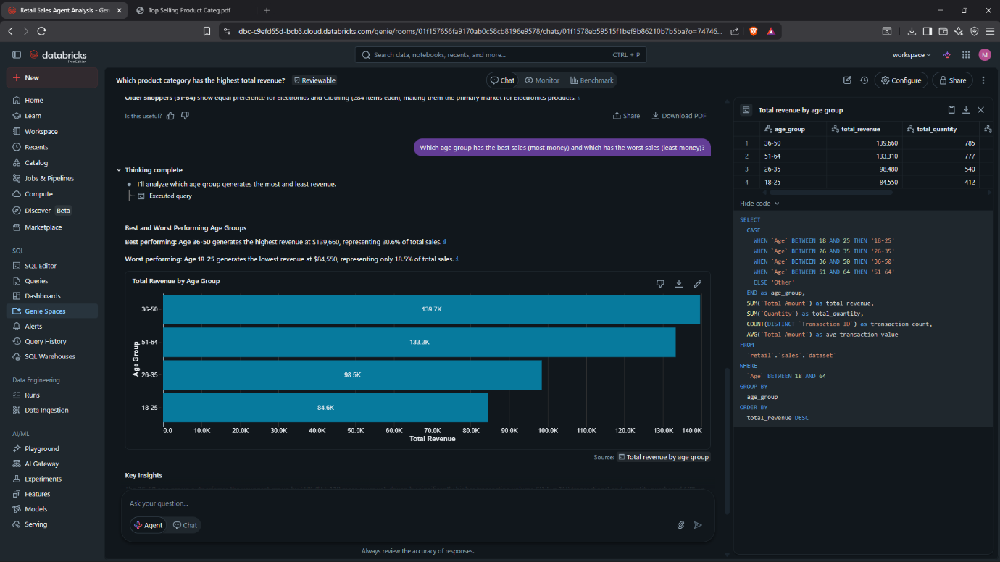 Retail Sales Agent Analysis - Gen
Top Selling Product Categ.pdf
dbc-c9efd65d-bcb3.cloud.databricks.com/genie/rooms/01f157656fa9170ab0c58cb8196e9578/chats/01f1578eb59515f1bef9b86210b7b5ba?o=74746...
databricks
Free Edition
Search data, notebooks, recents, and more...
CTRL + P
workspace
M
New
Home
Learn
Workspace
Recents
Catalog
Jobs & Pipelines
Compute
Discover Beta
Marketplace
SQL
SQL Editor
Queries
Dashboards
Genie Spaces
Alerts
Query History
SQL Warehouses
Data Engineering
Runs
Data Ingestion
AI/ML
Playground
AI Gateway
Experiments
Features
Models
Serving
Which product category has the highest total revenue? Reviewable
Chat Monitor Benchmark
Configure Share
Older shoppers (51-64) show equal preference for Electronics and Clothing (284 items each), making them the primary market for Electronics products.
Is this useful?
Share Download PDF
Which age group has the best sales (most money) and which has the worst sales (least money)?
Thinking complete
I'll analyze which age group generates the most and least revenue.
Executed query
Best and Worst Performing Age Groups
Best performing: Age 36-50 generates the highest revenue at $139,660, representing 30.6% of total sales.
Worst performing: Age 18-25 generates the lowest revenue at $84,550, representing only 18.5% of total sales.
Total Revenue by Age Group
Age Group
36-50 139.7K
51-64 133.3K
26-35 98.5K
18-25 84.6K
0.0 10.0K 20.0K 30.0K 40.0K 50.0K 60.0K 70.0K 80.0K 90.0K 100.0K 110.0K 120.0K 130.0K 140.0K
Total Revenue
Source: Total revenue by age group
Key Insights
Ask your question...
Agent Chat
Always review the accuracy of responses.
Total revenue by age group
age_group total_revenue total_quantity
1 36-50 139,660 785
2 51-64 133,310 777
3 26-35 98,480 540
4 18-25 84,550 412
Hide code
SELECT
CASE
WHEN `Age` BETWEEN 18 AND 25 THEN '18-25'
WHEN `Age` BETWEEN 26 AND 35 THEN '26-35'
WHEN `Age` BETWEEN 36 AND 50 THEN '36-50'
WHEN `Age` BETWEEN 51 AND 64 THEN '51-64'
ELSE 'Other'
END as age_group,
SUM(`Total Amount`) as total_revenue,
SUM(`Quantity`) as total_quantity,
COUNT(DISTINCT `Transaction ID`) as transaction_count,
AVG(`Total Amount`) as avg_transaction_value
FROM
`retail`.`sales`.`dataset`
WHERE
`Age` BETWEEN 18 AND 64
GROUP BY
age_group
ORDER BY
total_revenue DESC